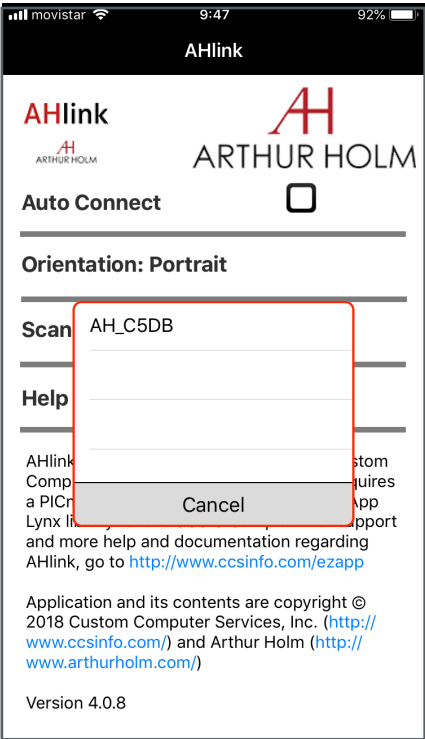 movistar 9:47 92%
AHlink
AHlink
AH
ARTHUR HOLM
AH
ARTHUR HOLM
Auto Connect
Orientation: Portrait
Scan
AH_C5DB
Help
Cancel
AHlink stom
Comp quires
a PICm App
Lynx li pport
and more help and documentation regarding
AHlink, go to http://www.ccsinfo.com/ezapp
Application and its contents are copyright ©
2018 Custom Computer Services, Inc. (http://
www.ccsinfo.com/) and Arthur Holm (http://
www.arthurholm.com/)
Version 4.0.8